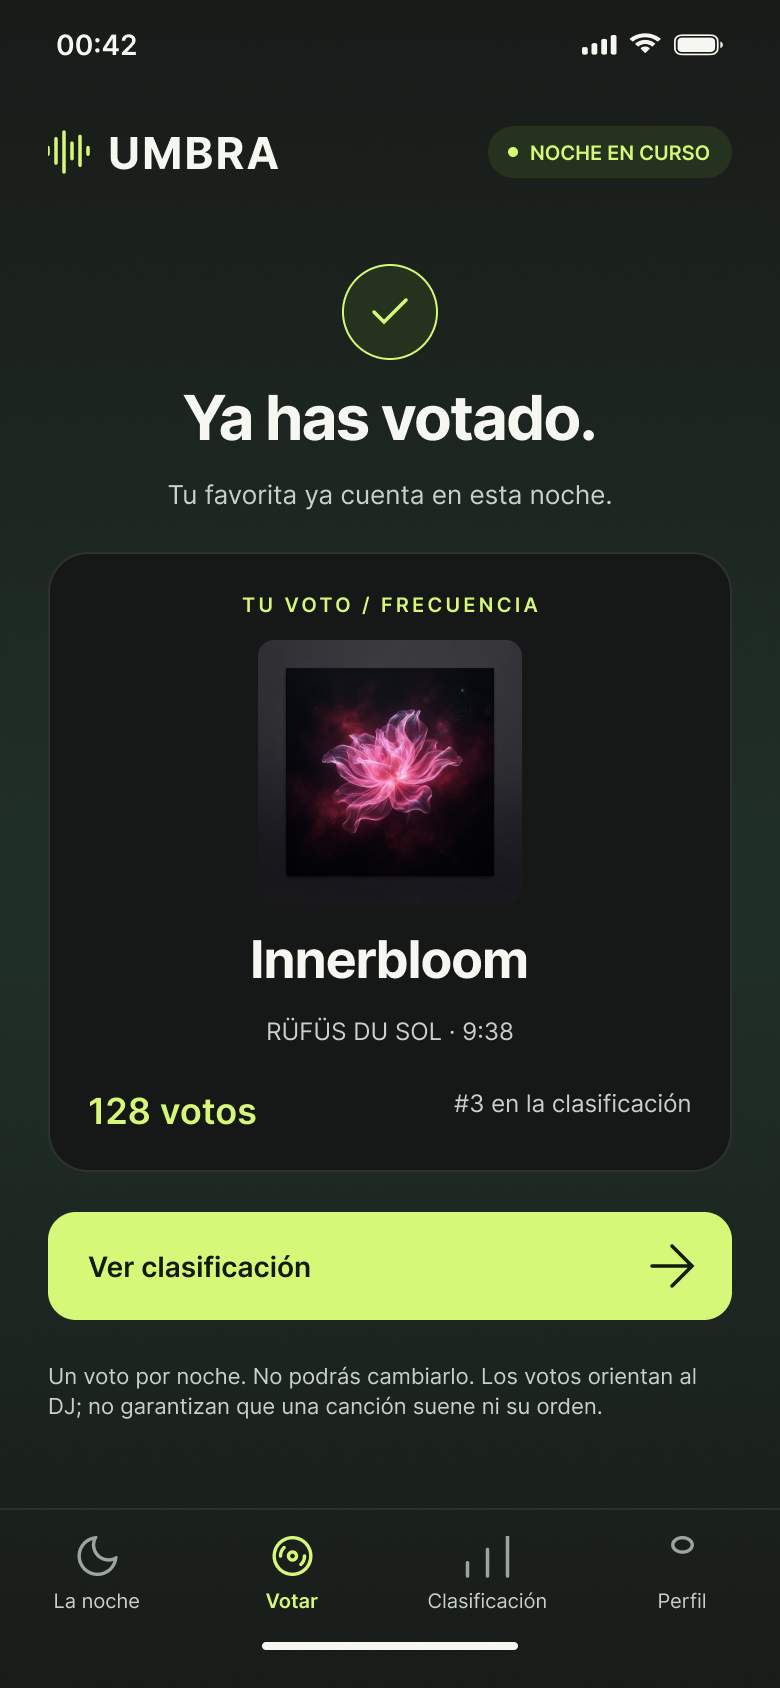 00:42
UMBRA
NOCHE EN CURSO
Ya has votado.
Tu favorita ya cuenta en esta noche.
TU VOTO / FRECUENCIA
Innerbloom
RÜFÜS DU SOL · 9:38
128 votos
#3 en la clasificación
Ver clasificación
Un voto por noche. No podrás cambiarlo. Los votos orientan al
DJ; no garantizan que una canción suene ni su orden.
La noche
Votar
Clasificación
Perfil